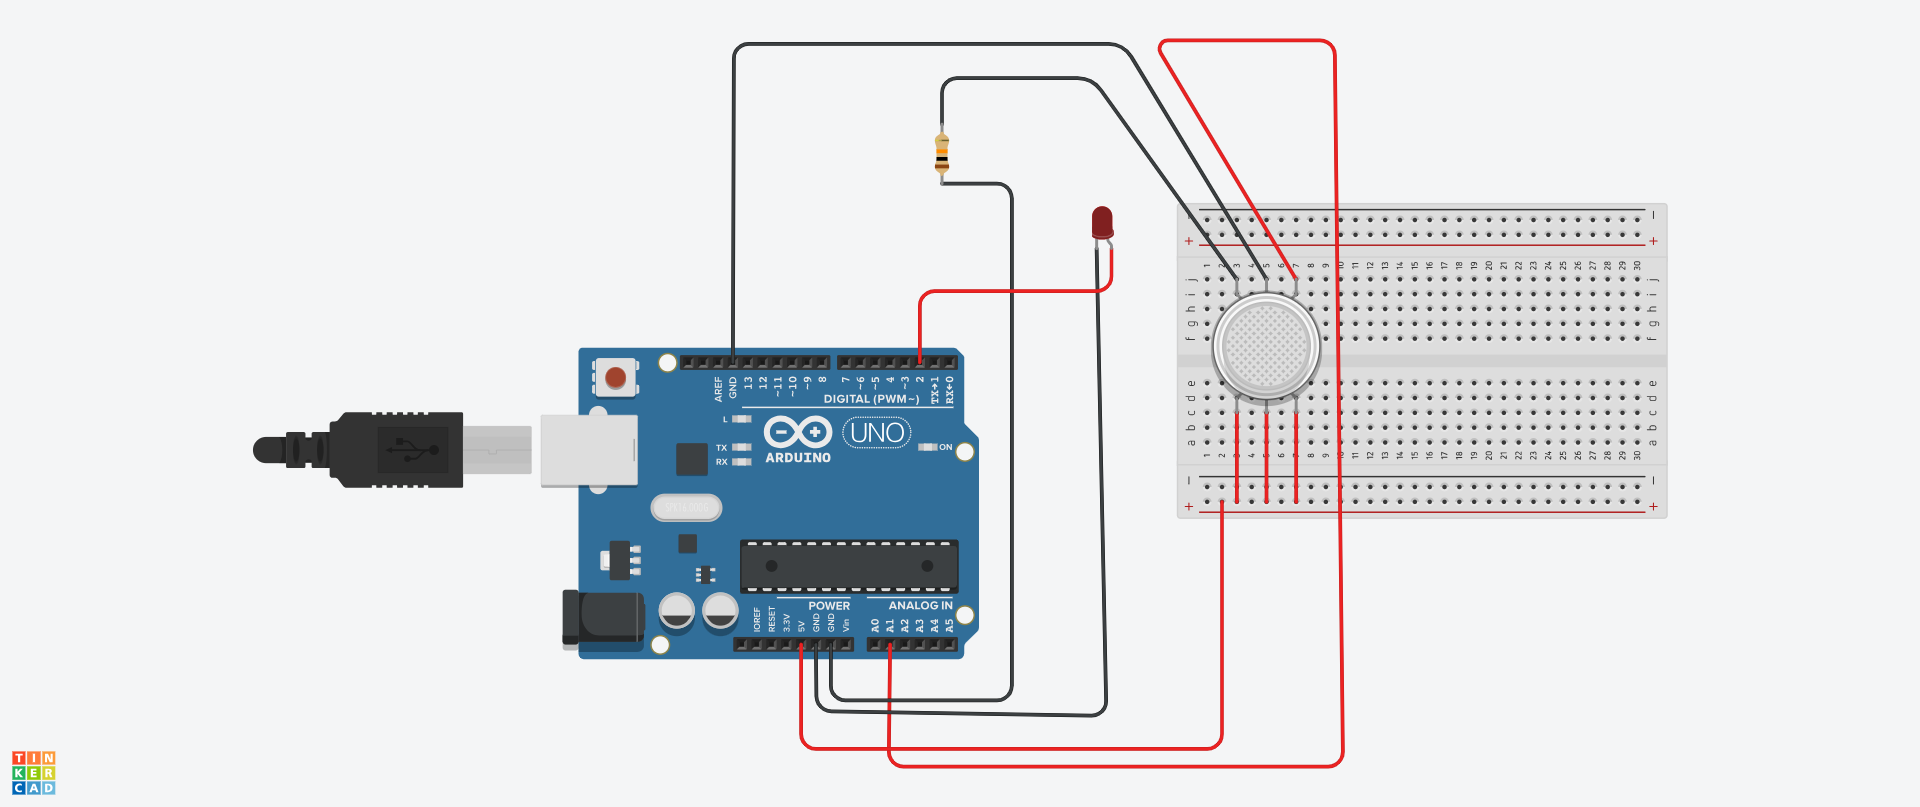 - -
+ +
1 2 3 4 5 6 7 8 9 10 11 12 13 14 15 16 17 18 19 20 21 22 23 24 25 26 27 28 29 30
j j
i i
h h
g g
f f
e e
d d
c c
b b
a a
1 2 3 4 5 6 7 8 9 10 11 12 13 14 15 16 17 18 19 20 21 22 23 24 25 26 27 28 29 30
- -
+ +
AREF GND 13 12 ~11 ~10 ~9 8 7 ~6 ~5 4 ~3 2 TX→1 RX←0
DIGITAL (PWM~)
L
TX
RX
ARDUINO
UNO
ON
POWER
ANALOG IN
IOREF RESET 3.3V 5V GND GND Vin A0 A1 A2 A3 A4 A5
TIN
KER
CAD